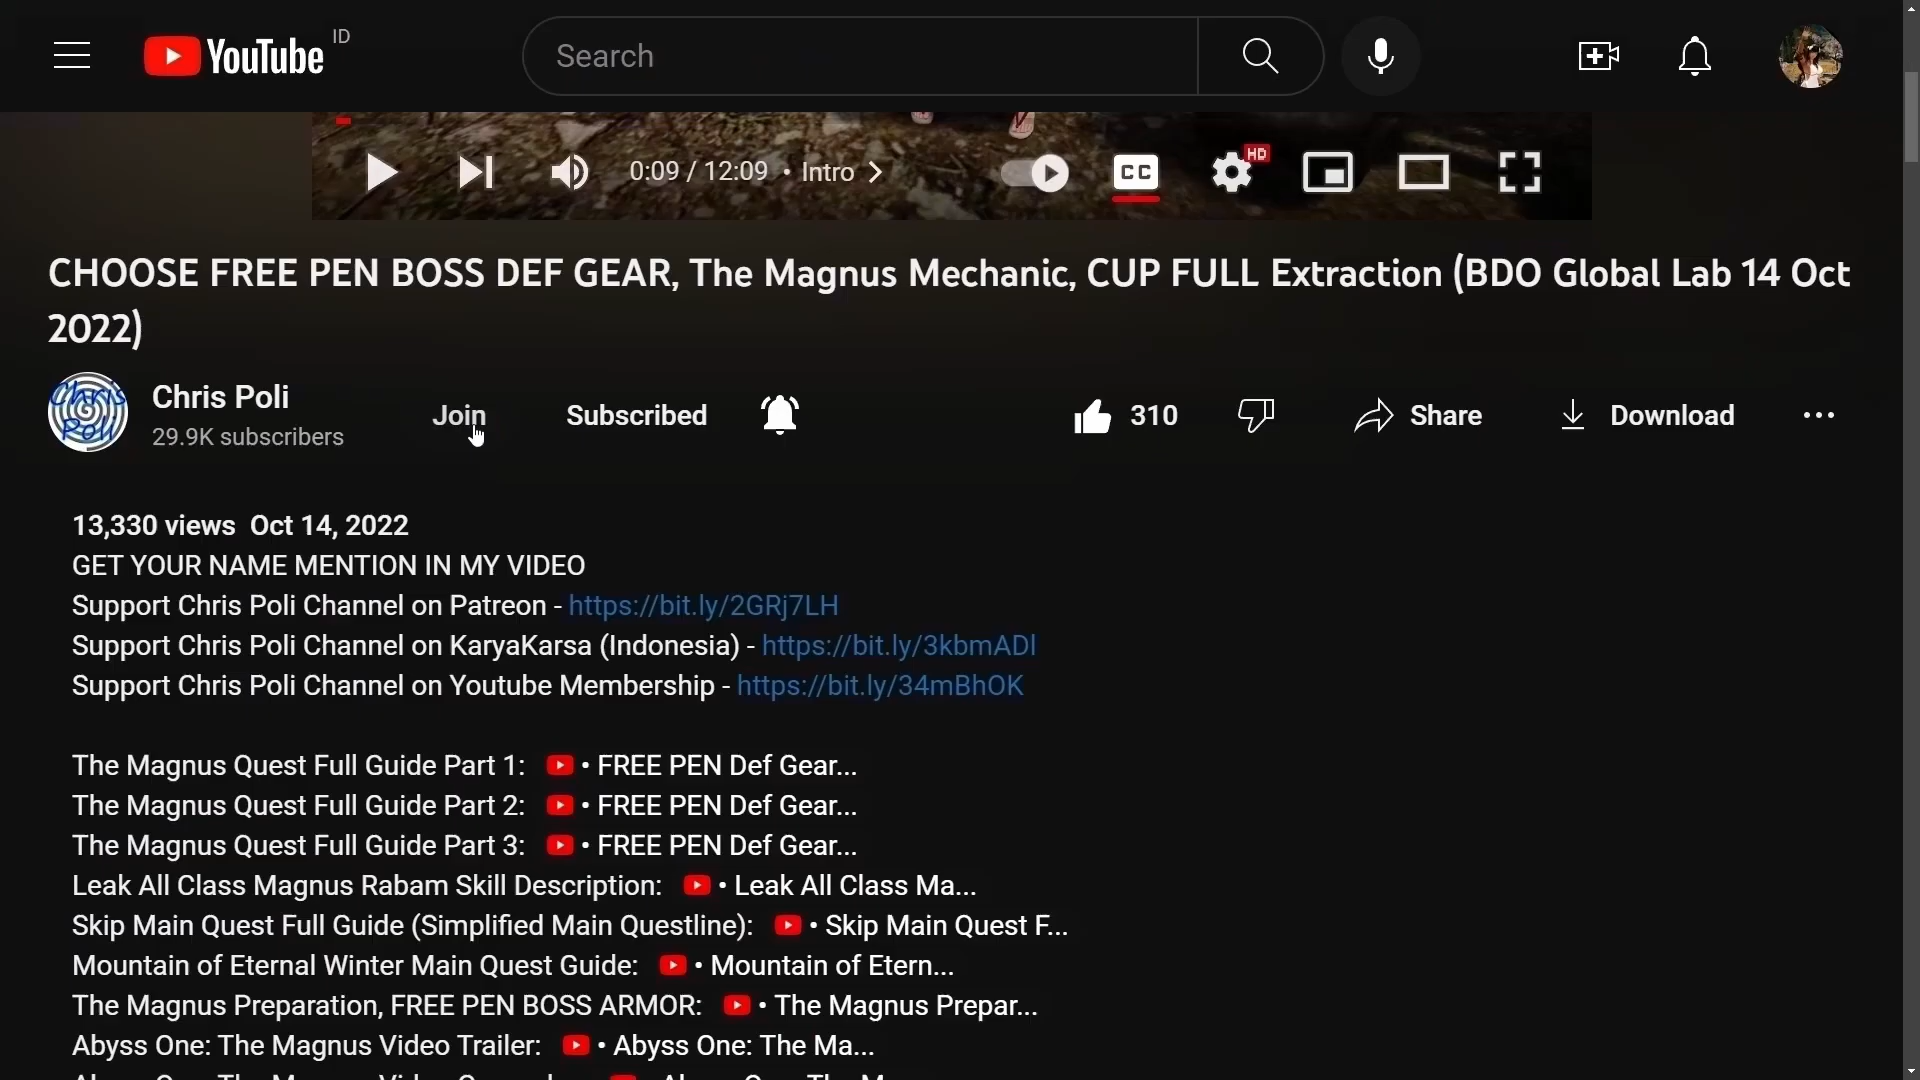 YouTube ID
Search
0:09 / 12:09 • Intro
CC
HD
CHOOSE FREE PEN BOSS DEF GEAR, The Magnus Mechanic, CUP FULL Extraction (BDO Global Lab 14 Oct
2022)
Chris Poli
Chris Poli
29.9K subscribers
Join
Subscribed
310
Share
Download
13,330 views Oct 14, 2022
GET YOUR NAME MENTION IN MY VIDEO
Support Chris Poli Channel on Patreon - https://bit.ly/2GRj7LH
Support Chris Poli Channel on KaryaKarsa (Indonesia) - https://bit.ly/3kbmADl
Support Chris Poli Channel on Youtube Membership - https://bit.ly/34mBhOK
The Magnus Quest Full Guide Part 1: • FREE PEN Def Gear...
The Magnus Quest Full Guide Part 2: • FREE PEN Def Gear...
The Magnus Quest Full Guide Part 3: • FREE PEN Def Gear...
Leak All Class Magnus Rabam Skill Description: • Leak All Class Ma...
Skip Main Quest Full Guide (Simplified Main Questline): • Skip Main Quest F...
Mountain of Eternal Winter Main Quest Guide: • Mountain of Etern...
The Magnus Preparation, FREE PEN BOSS ARMOR: • The Magnus Prepar...
Abyss One: The Magnus Video Trailer: • Abyss One: The Ma...